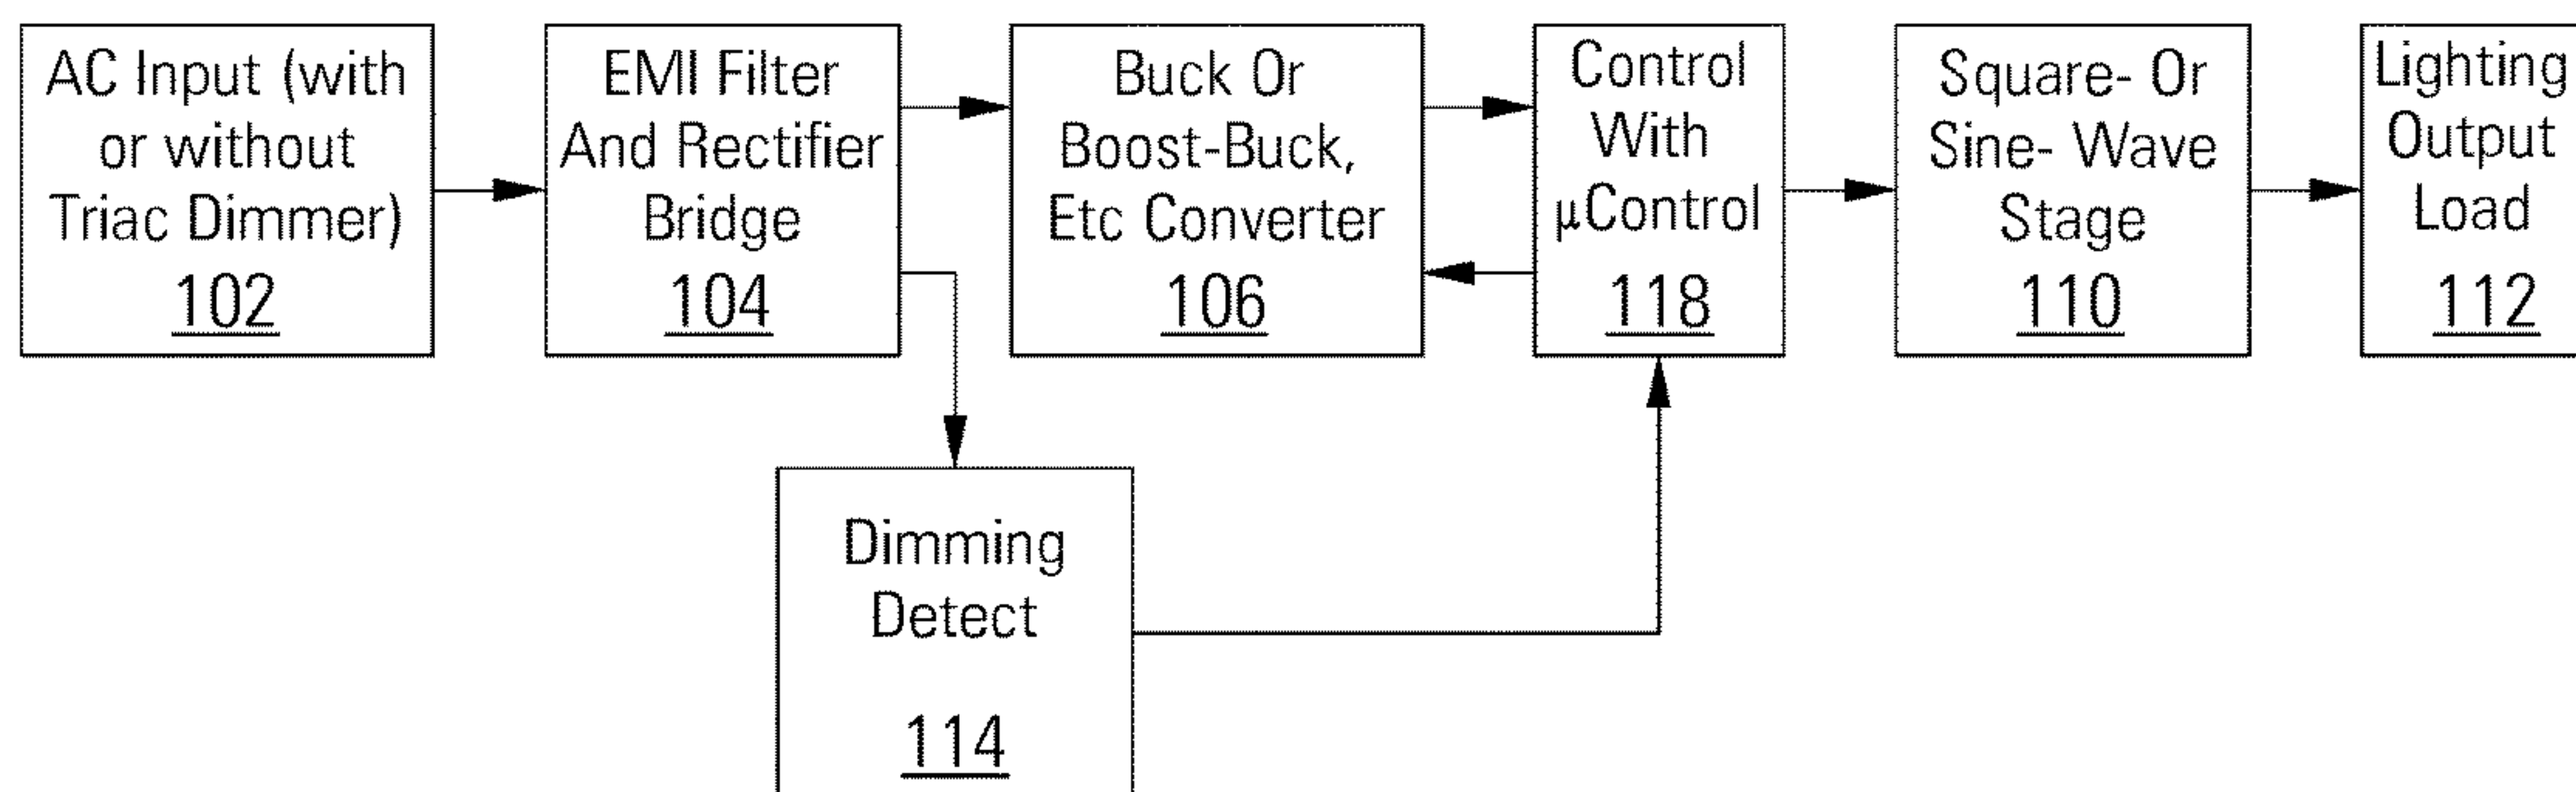 AC Input (with
or without
Triac Dimmer)
102
EMI Filter
And Rectifier
Bridge
104
Buck Or
Boost-Buck,
Etc Converter
106
Control
With
μControl
118
Square- Or
Sine- Wave
Stage
110
Lighting
Output
Load
112
Dimming
Detect
114